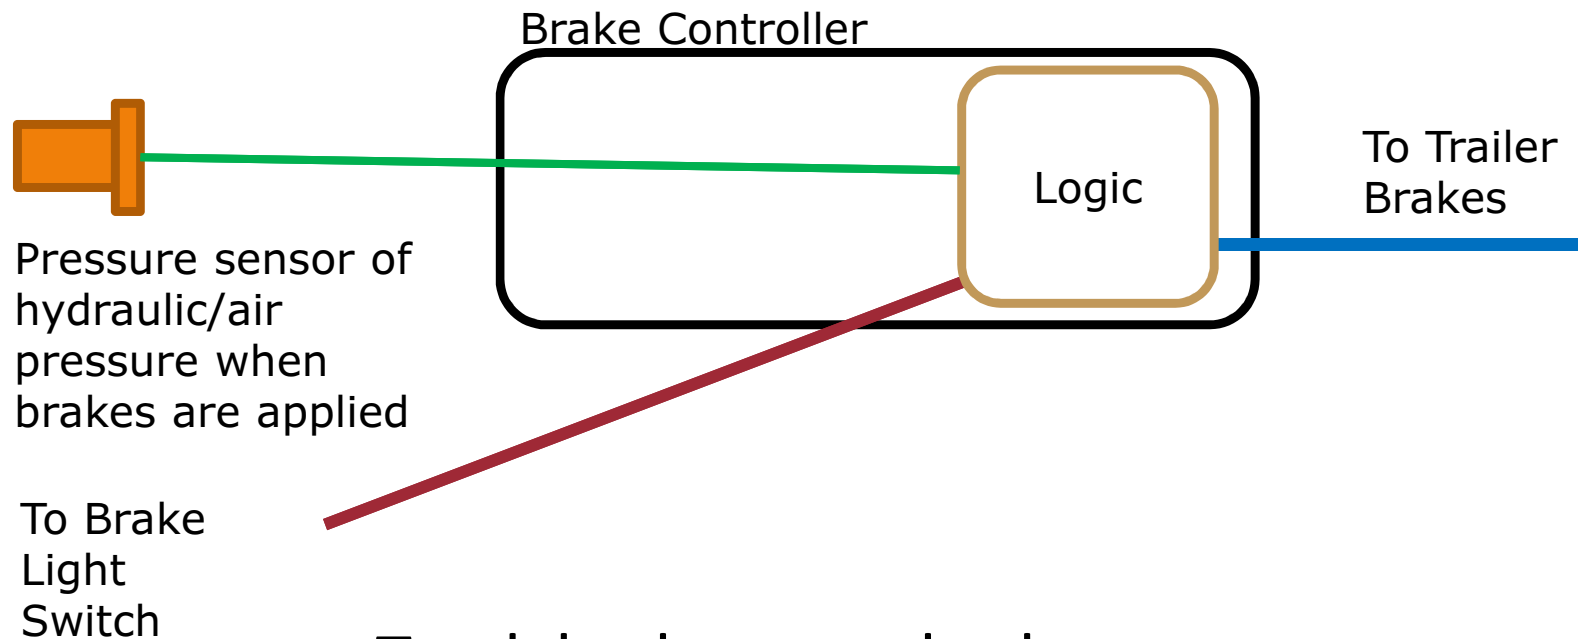 Brake Controller
Logic
To Trailer
Brakes
Pressure sensor of
hydraulic/air
pressure when
brakes are applied
To Brake
Light
Switch